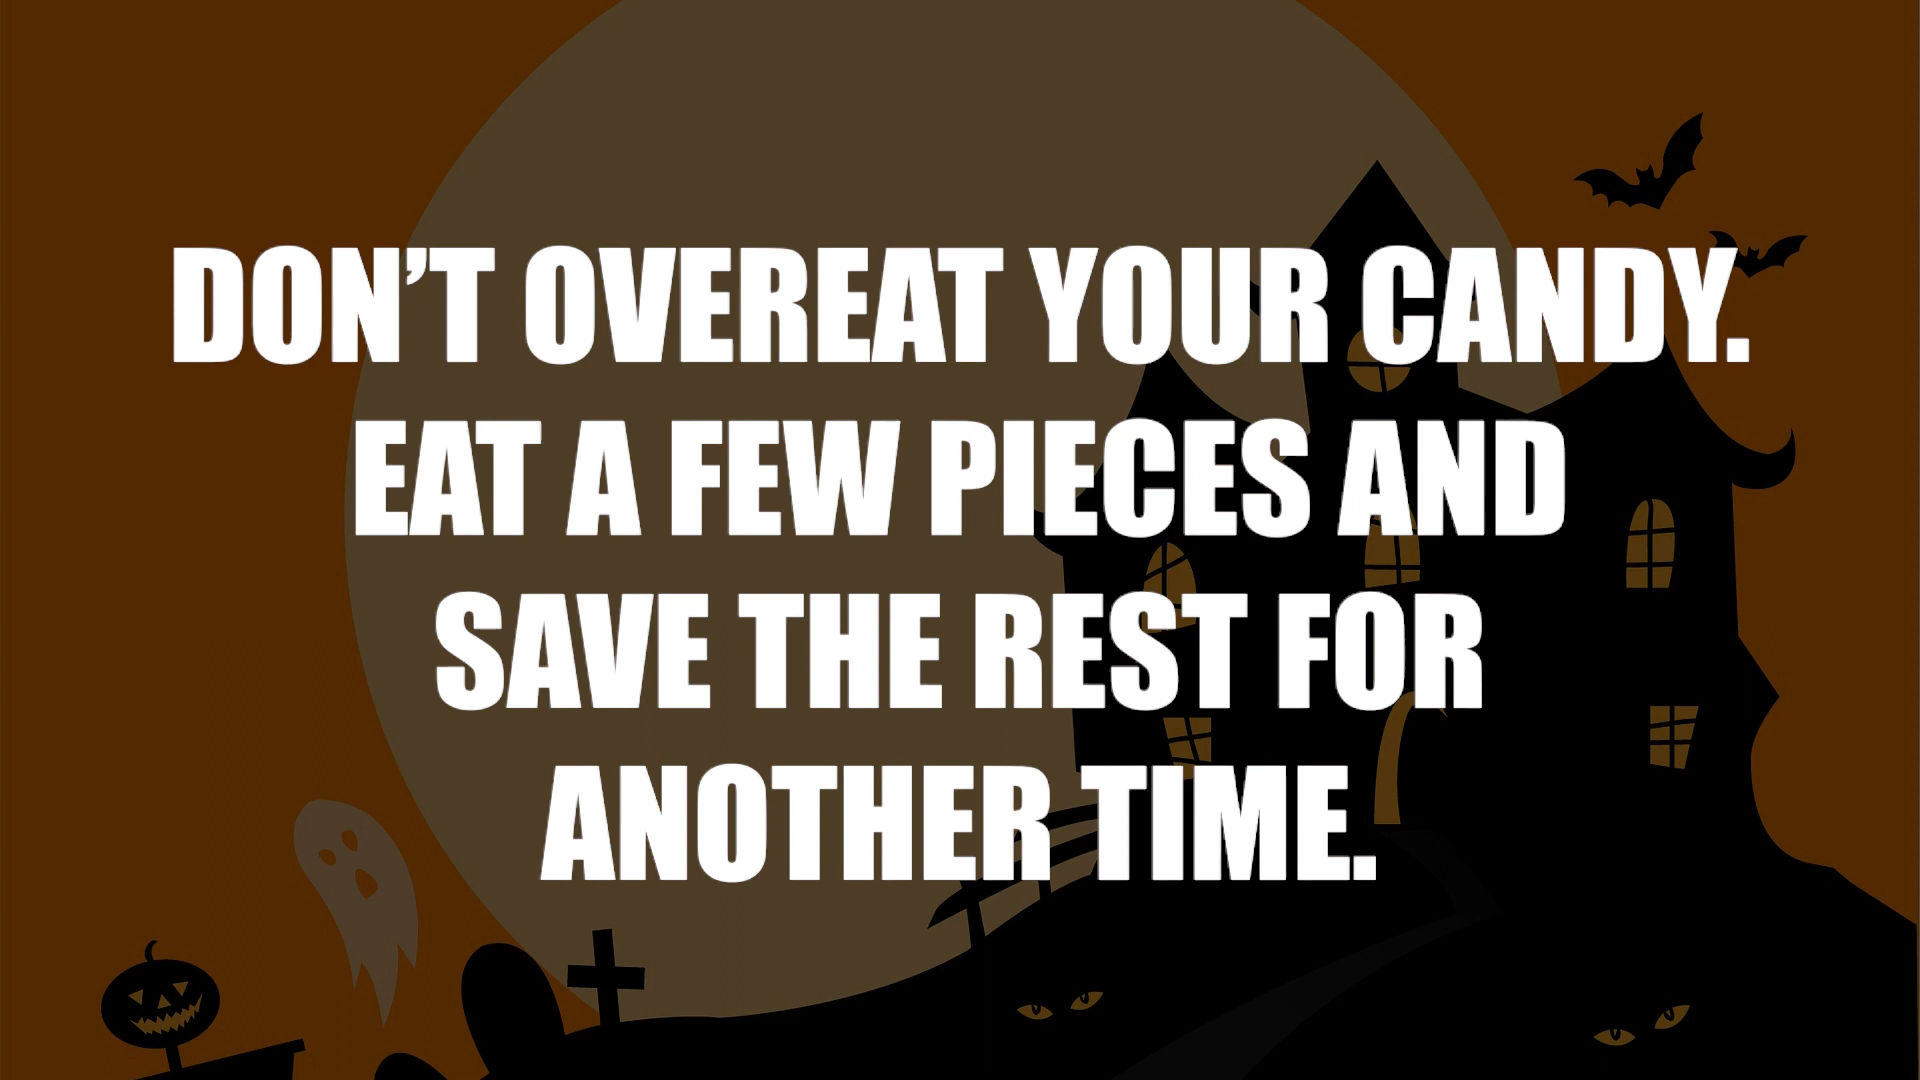 DON’T OVEREAT YOUR CANDY.
EAT A FEW PIECES AND
SAVE THE REST FOR
ANOTHER TIME.